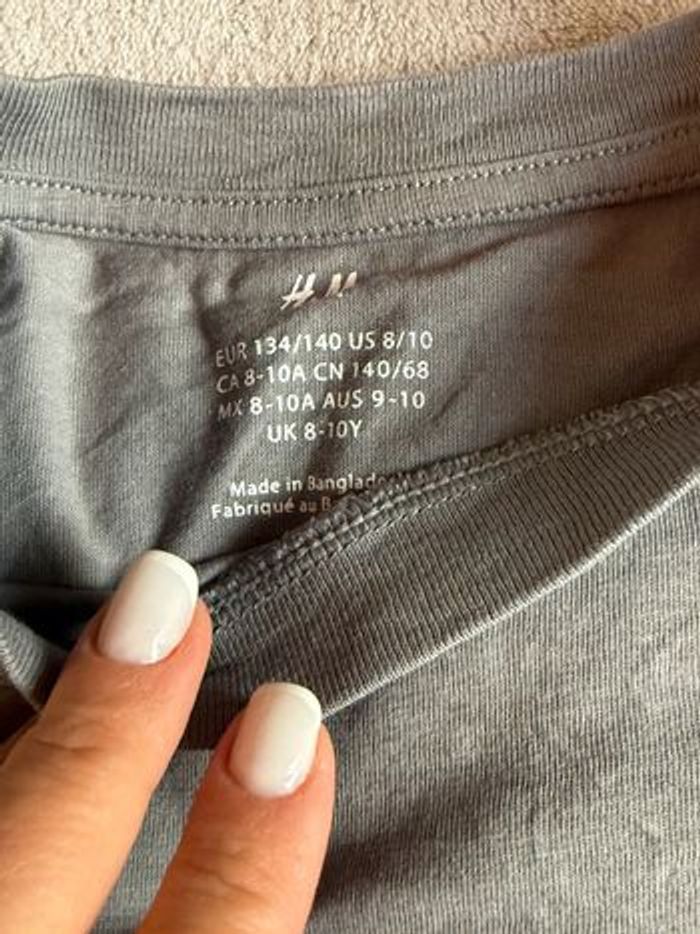 H M
EUR 134/140 US 8/10
CA 8-10A CN 140/68
MX 8-10A AUS 9-10
UK 8-10Y
Made in
Fabriqué au